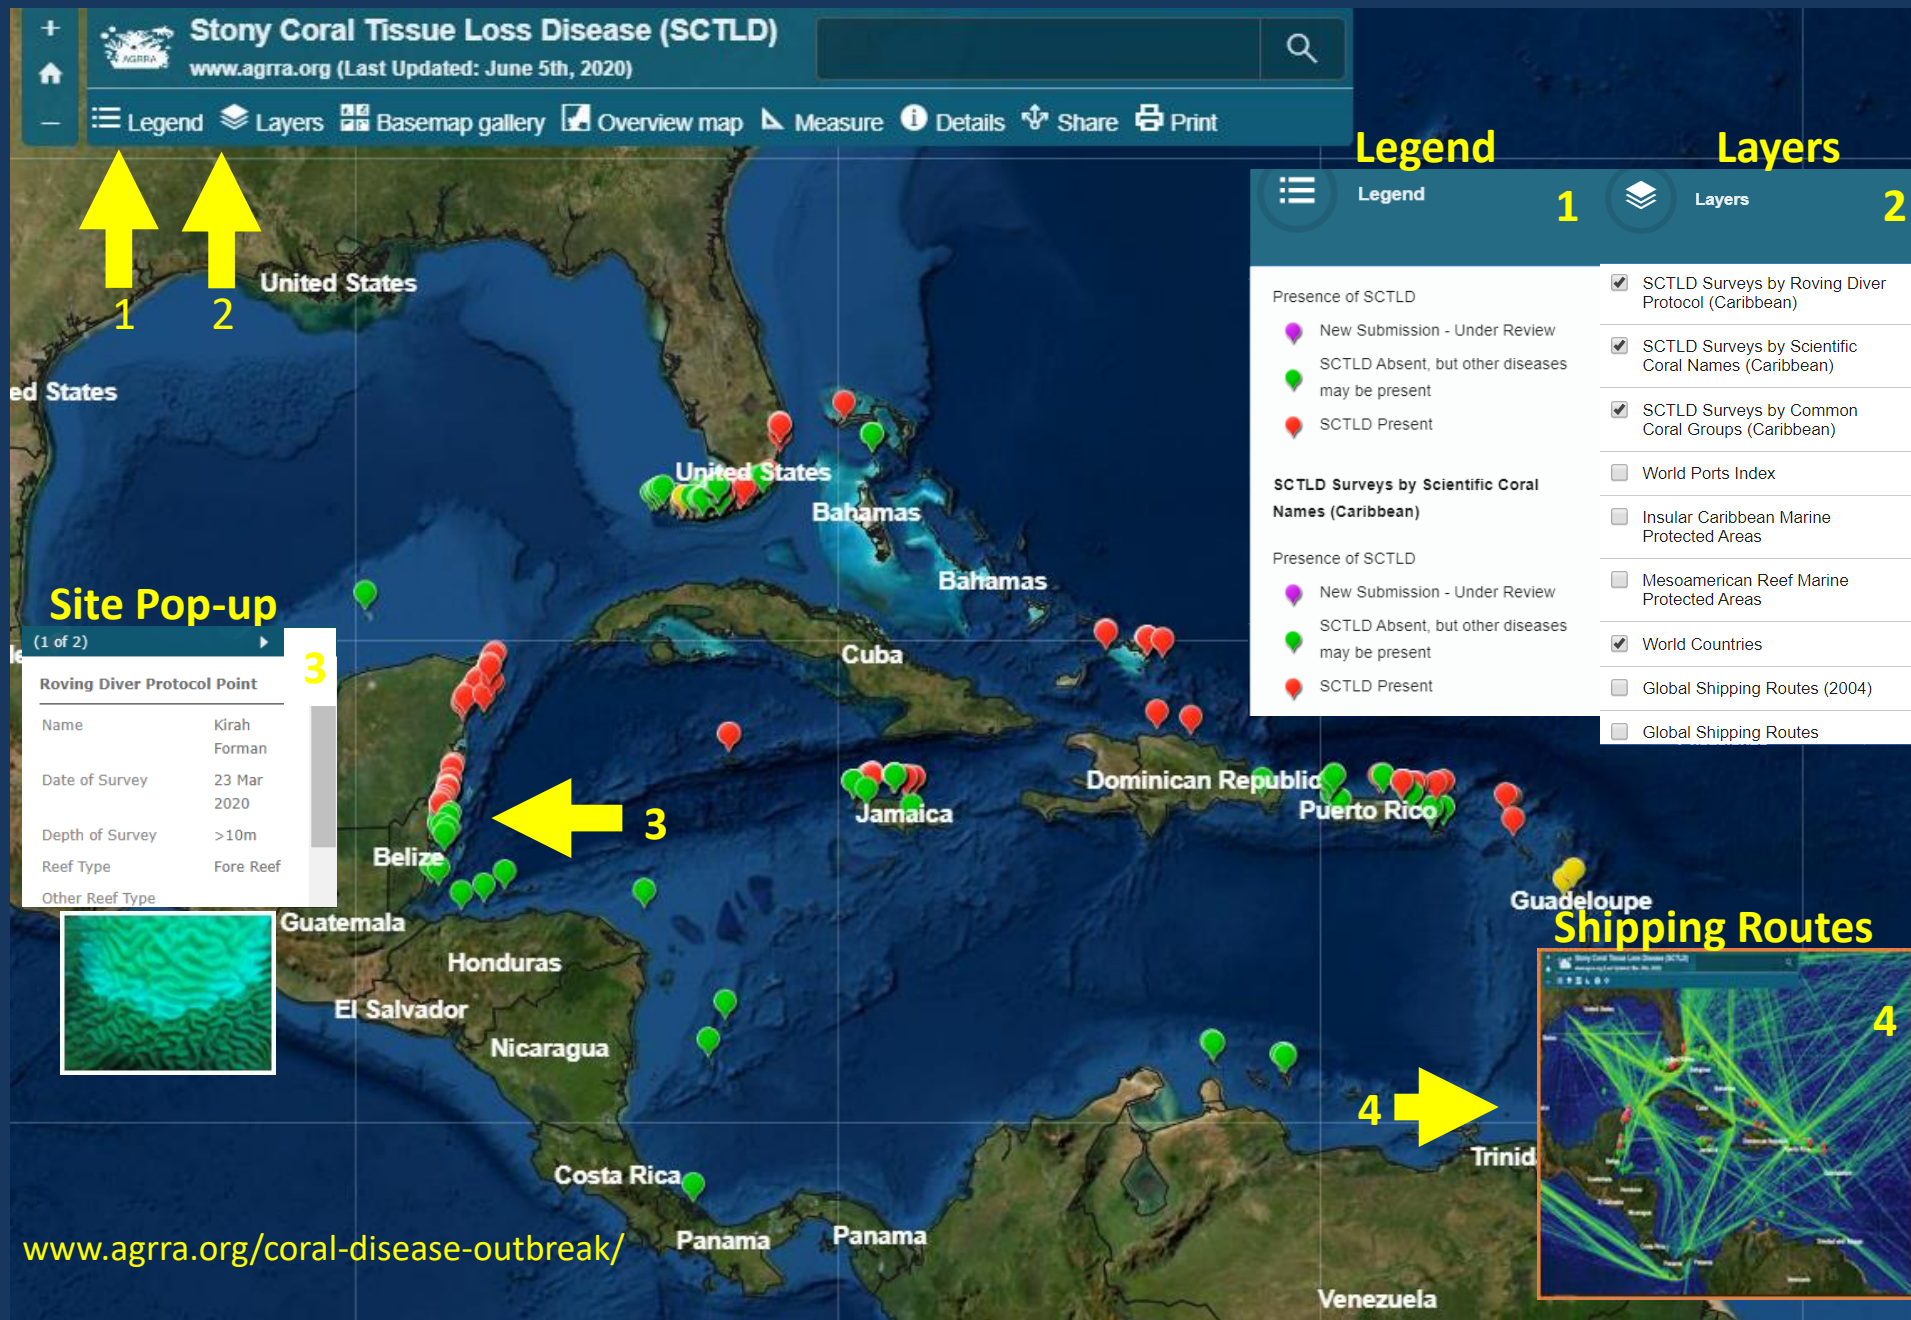 Stony Coral Tissue Loss Disease (SCTLD)
www.agrra.org (Last Updated: June 5th, 2020)
AGRRA
Legend
Layers
Basemap gallery
Overview map
Measure
Details
Share
Print
1
2
Legend
Legend
1
Presence of SCTLD
New Submission - Under Review
SCTLD Absent, but other diseases
may be present
SCTLD Present
SCTLD Surveys by Scientific Coral
Names (Caribbean)
Presence of SCTLD
New Submission - Under Review
SCTLD Absent, but other diseases
may be present
SCTLD Present
Layers
Layers
2
SCTLD Surveys by Roving Diver
Protocol (Caribbean)
SCTLD Surveys by Scientific
Coral Names (Caribbean)
SCTLD Surveys by Common
Coral Groups (Caribbean)
World Ports Index
Insular Caribbean Marine
Protected Areas
Mesoamerican Reef Marine
Protected Areas
World Countries
Global Shipping Routes (2004)
Global Shipping Routes
United States
ed States
United States
Bahamas
Bahamas
Cuba
Site Pop-up
(1 of 2)
3
Roving Diver Protocol Point
Name Kirah
Forman
Date of Survey 23 Mar
2020
Depth of Survey >10m
Reef Type Fore Reef
Other Reef Type
3
Dominican Republic
Puerto Rico
Jamaica
Belize
Guatemala
Guadeloupe
Honduras
El Salvador
Nicaragua
Shipping Routes
4
4
Trinid
Costa Rica
Panama
Panama
Venezuela
www.agrra.org/coral-disease-outbreak/